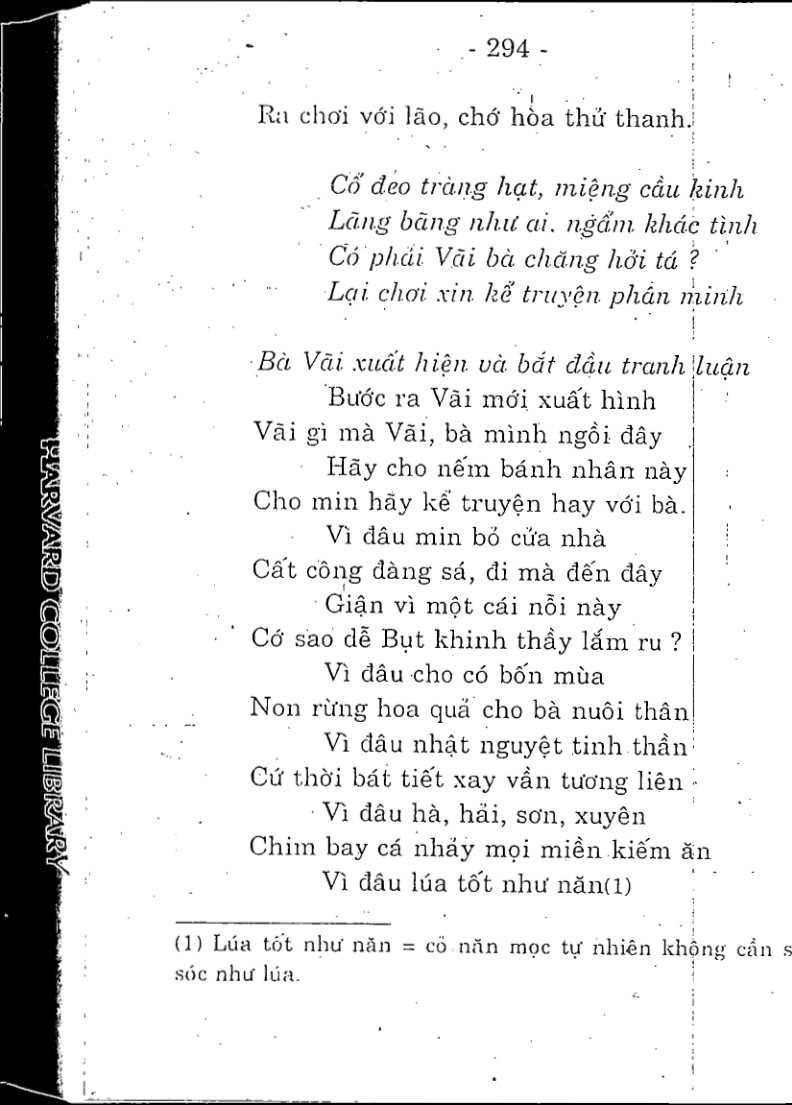 - 294 -
Ra chơi với lão, chớ hòa thử thanh.
Cổ đeo tràng hạt, miệng cầu kinh
Lãng bãng như ai. ngẫm khác tình
Có phải Vãi bà chăng hởi tá ?
Lại chơi xin kể truyện phân minh
Bà Vãi xuất hiện và bắt đầu tranh luận
Bước ra Vãi mới xuất hình
Vãi gì mà Vãi, bà mình ngồi đây
Hãy cho nếm bánh nhân này
Cho min hãy kể truyện hay với bà.
Vì đâu min bỏ cửa nhà
Cất công đàng sá, đi mà đến đây
Giận vì một cái nỗi này
Cớ sao dễ Bụt khinh thầy lắm ru ?
Vì đâu cho có bốn mùa
Non rừng hoa quả cho bà nuôi thân
Vì đâu nhật nguyệt tinh thần
Cứ thời bát tiết xay vần tương liên
Vì đâu hà, hải, sơn, xuyên
Chim bay cá nhảy mọi miền kiếm ăn
Vì đâu lúa tốt như năn(1)
(1) Lúa tốt như năn = cỏ năn mọc tự nhiên không cần s
sóc như lúa.
HARVARD COLLEGE LIBRARY